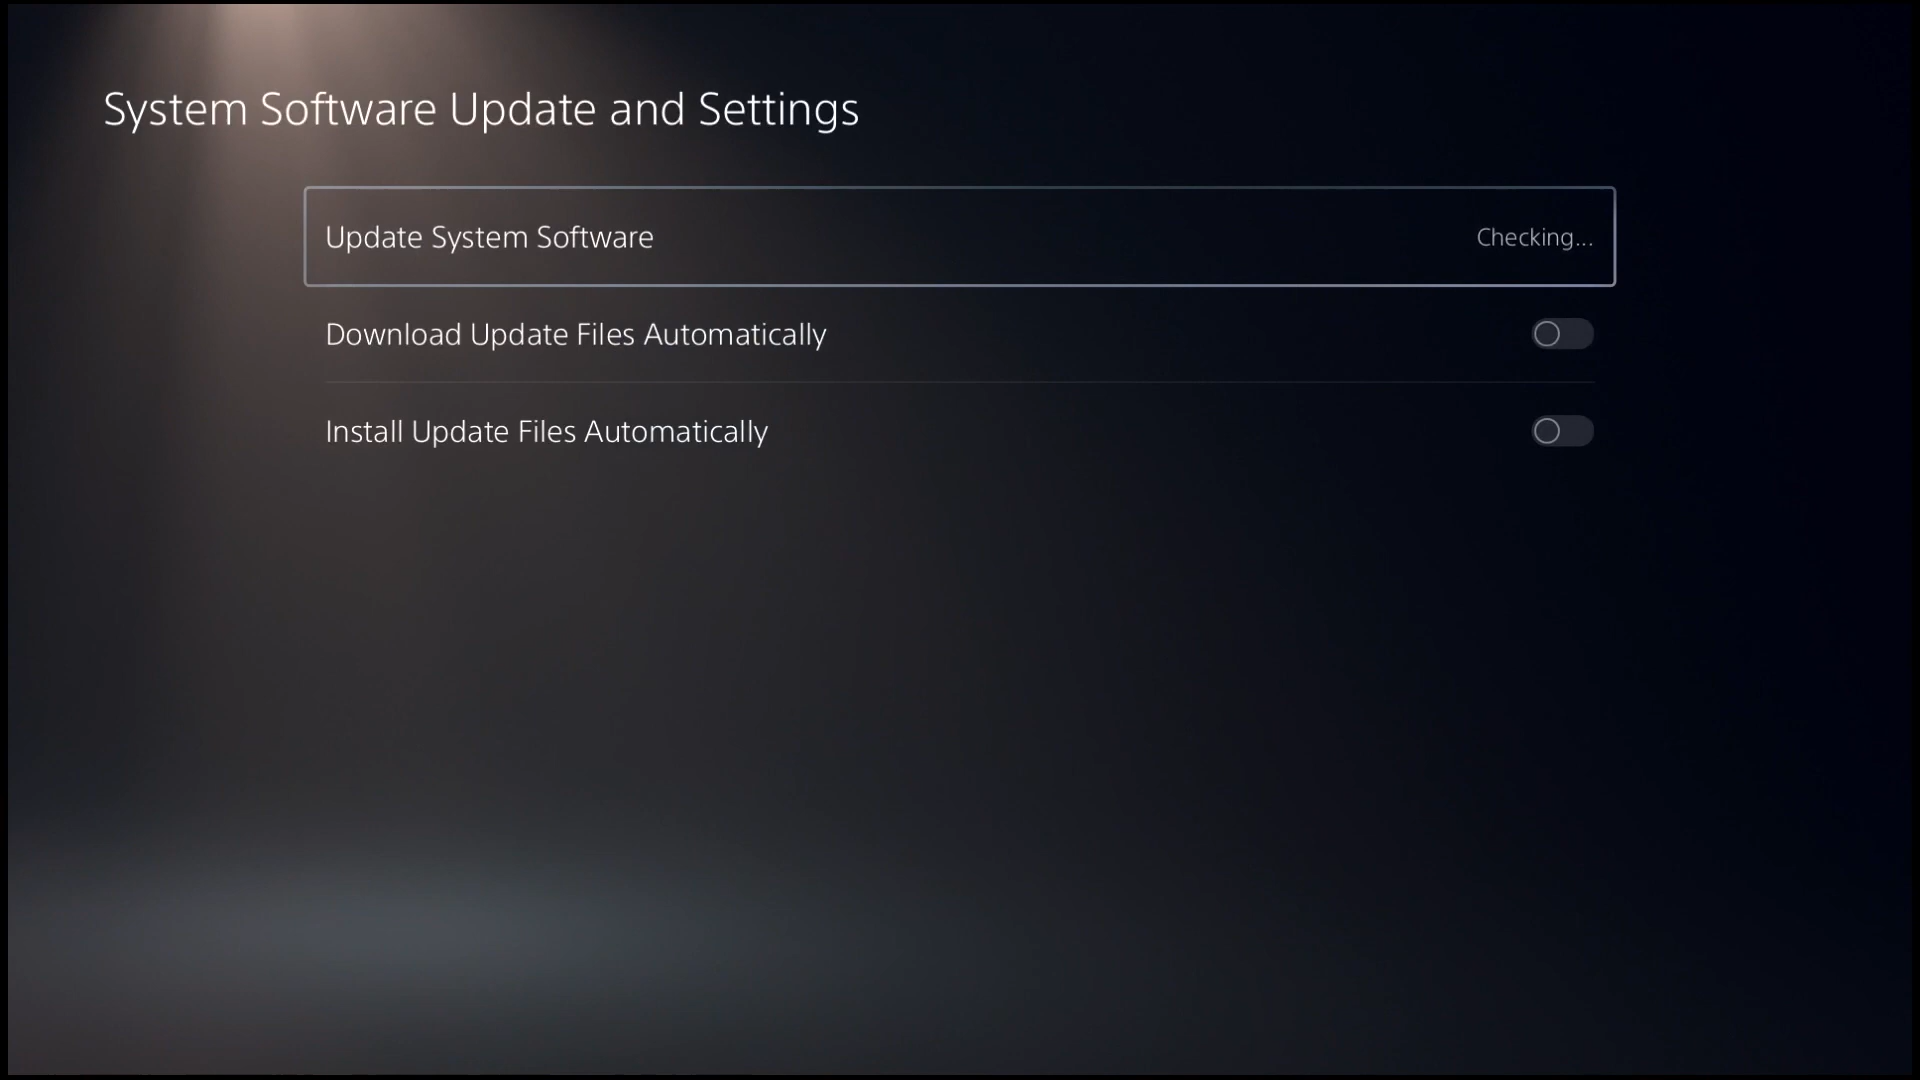 System Software Update and Settings
Update System Software Checking...
Download Update Files Automatically
Install Update Files Automatically